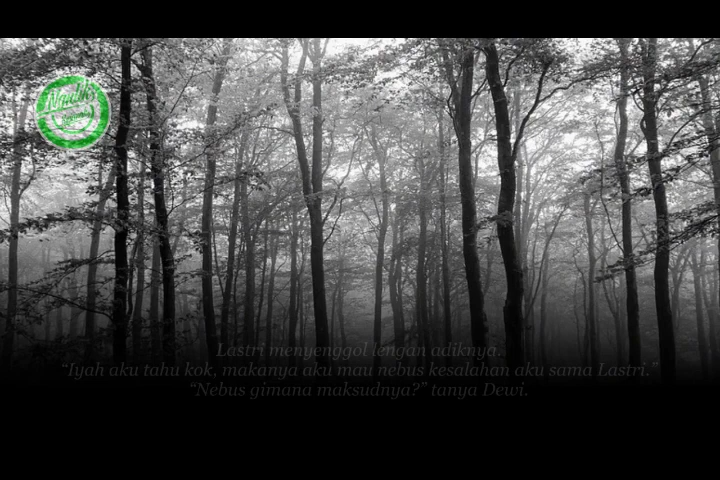 Lastri menyenggol lengan adiknya.
“Iyah aku tahu kok, makanya aku mau nebus kesalahan aku sama Lastri.”
“Nebus gimana maksudnya?” tanya Dewi.